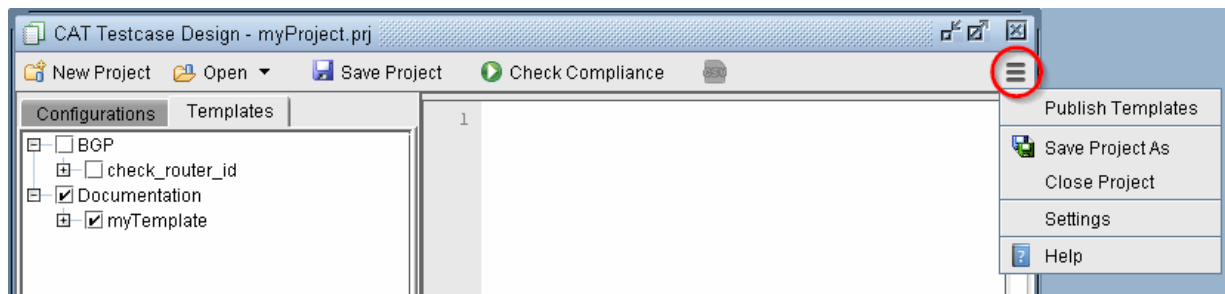 CAT Testcase Design - myProject.prj
New Project Open Save Project Check Compliance
Configurations Templates
1
BGP
check_router_id
Documentation
myTemplate
Publish Templates
Save Project As
Close Project
Settings
Help